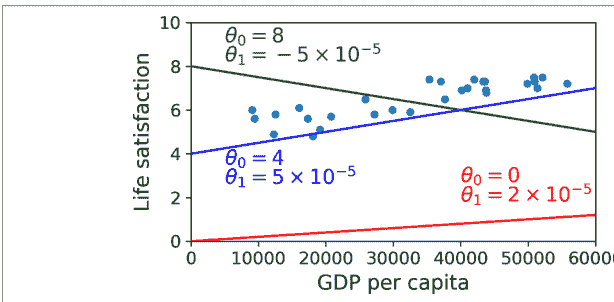 10
8
6
4
2
0
Life satisfaction
θ₀ = 8
θ₁ = −5 × 10⁻⁵
θ₀ = 4
θ₁ = 5 × 10⁻⁵
θ₀ = 0
θ₁ = 2 × 10⁻⁵
0 10000 20000 30000 40000 50000 6000
GDP per capita